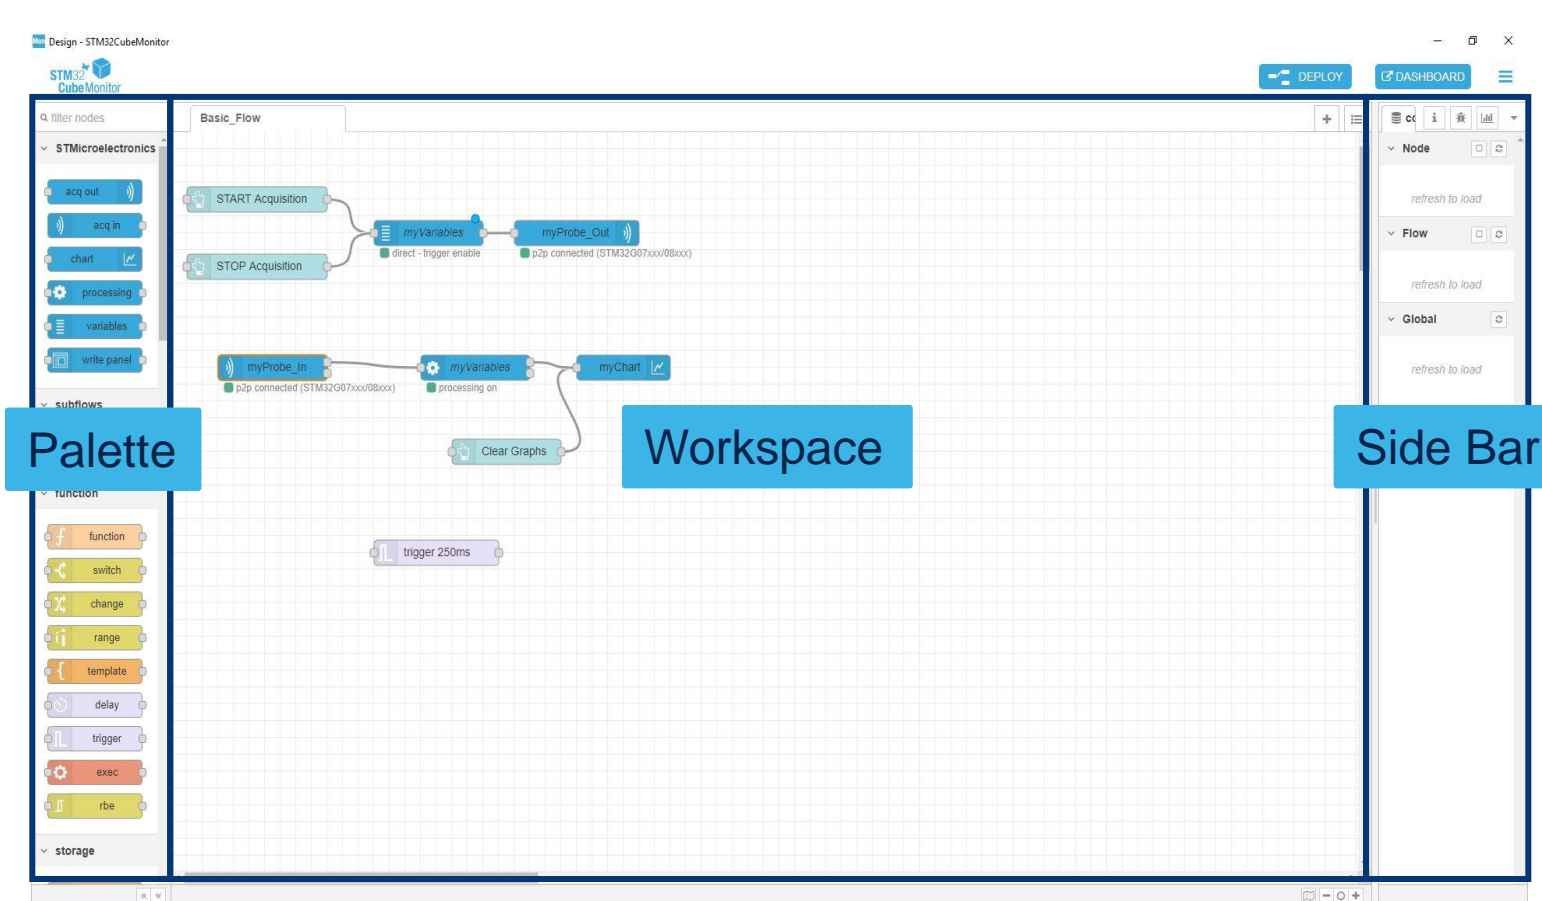 Design - STM32CubeMonitor
STM32
CubeMonitor
DEPLOY
DASHBOARD
filter nodes
Basic_Flow
STMicroelectronics
acq out
acq in
chart
processing
variables
write panel
subflows
Palette
function
function
switch
change
range
template
delay
trigger
exec
rbe
storage
START Acquisition
myVariables
myProbe_Out
direct - trigger enable
p2p connected (STM32G07xxx/08xxx)
STOP Acquisition
myProbe_In
myVariables
myChart
p2p connected (STM32G07xxx/08xxx)
processing on
Clear Graphs
Workspace
trigger 250ms
Node
refresh to load
Flow
refresh to load
Global
refresh to load
Side Bar